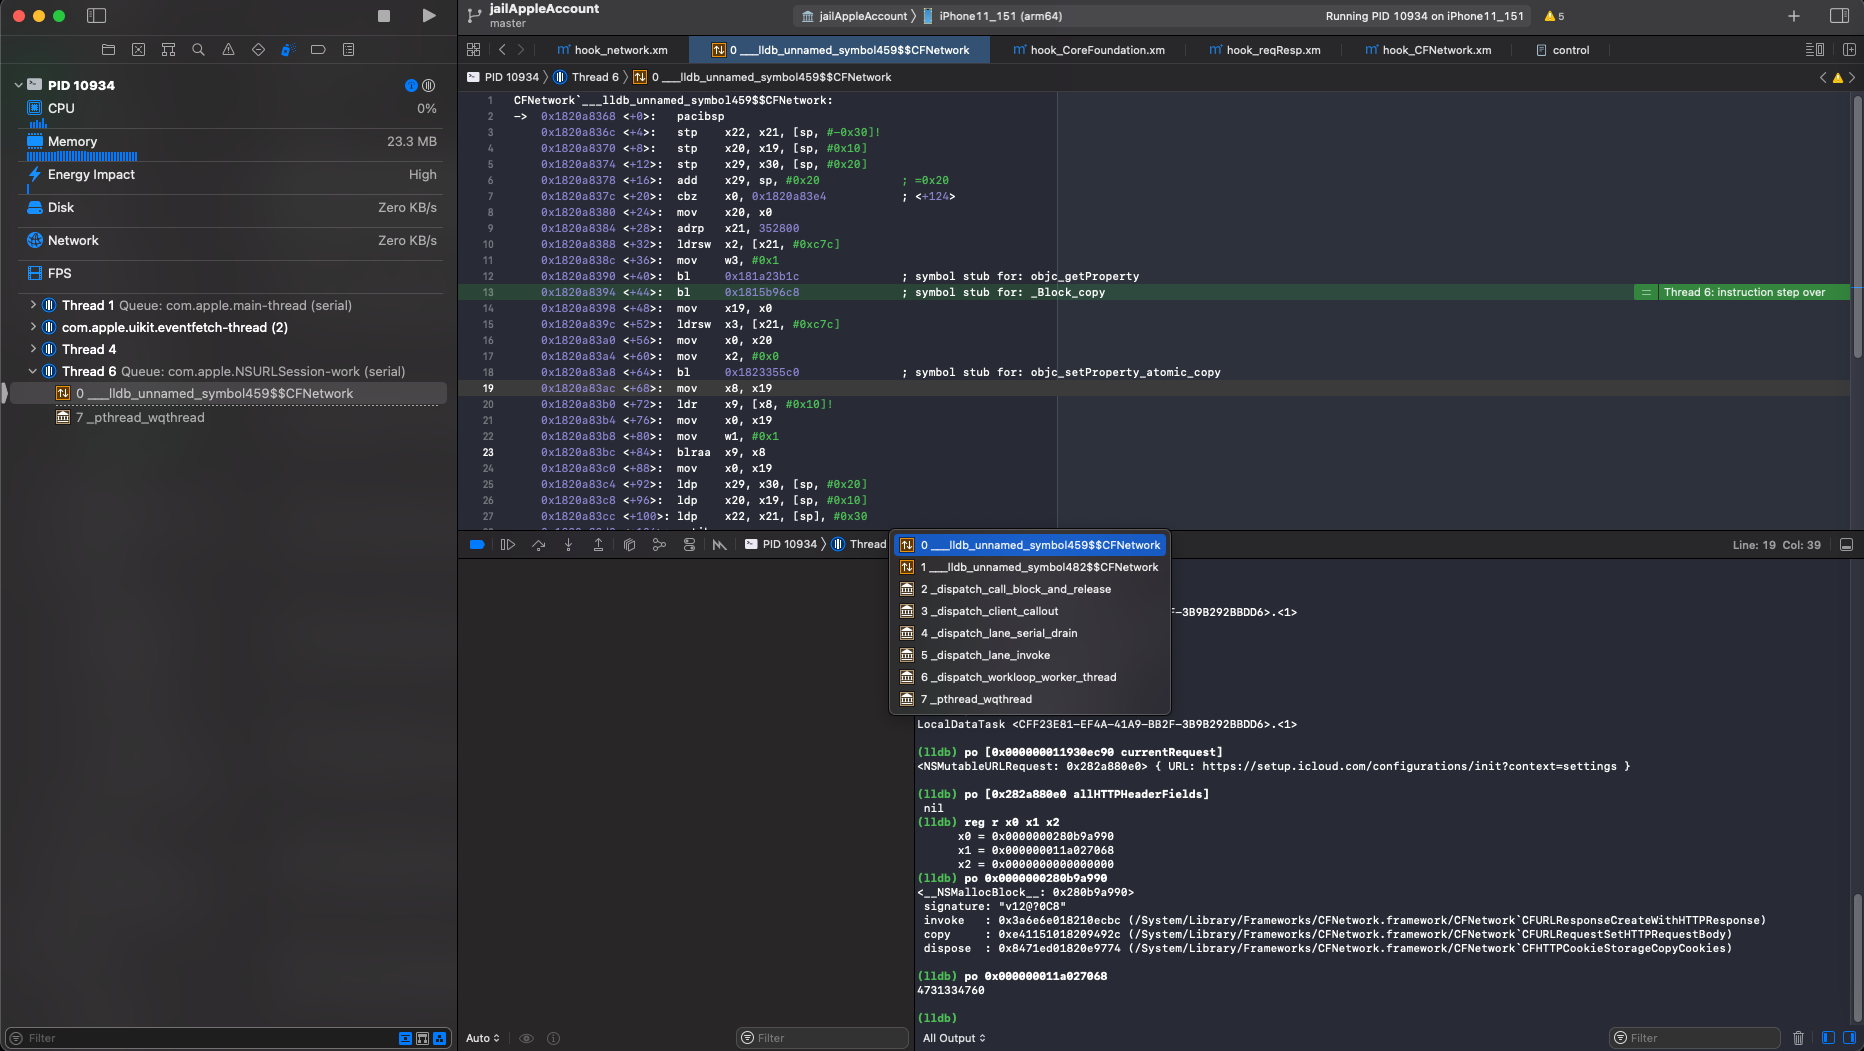 jailAppleAccount
master
jailAppleAccount
iPhone11_151 (arm64)
Running PID 10934 on iPhone11_151
5
hook_network.xm
0 ___lldb_unnamed_symbol459$$CFNetwork
hook_CoreFoundation.xm
hook_reqResp.xm
hook_CFNetwork.xm
control
PID 10934
Thread 6
0 ___lldb_unnamed_symbol459$$CFNetwork
PID 10934
CPU 0%
Memory 23.3 MB
Energy Impact High
Disk Zero KB/s
Network Zero KB/s
FPS
Thread 1 Queue: com.apple.main-thread (serial)
com.apple.uikit.eventfetch-thread (2)
Thread 4
Thread 6 Queue: com.apple.NSURLSession-work (serial)
0 ___lldb_unnamed_symbol459$$CFNetwork
7 _pthread_wqthread
Filter
1 CFNetwork`___lldb_unnamed_symbol459$$CFNetwork:
2 -> 0x1820a8368 <+0>: pacibsp
3 0x1820a836c <+4>: stp x22, x21, [sp, #-0x30]!
4 0x1820a8370 <+8>: stp x20, x19, [sp, #0x10]
5 0x1820a8374 <+12>: stp x29, x30, [sp, #0x20]
6 0x1820a8378 <+16>: add x29, sp, #0x20 ; =0x20
7 0x1820a837c <+20>: cbz x0, 0x1820a83e4 ; <+124>
8 0x1820a8380 <+24>: mov x20, x0
9 0x1820a8384 <+28>: adrp x21, 352800
10 0x1820a8388 <+32>: ldrsw x2, [x21, #0xc7c]
11 0x1820a838c <+36>: mov w3, #0x1
12 0x1820a8390 <+40>: bl 0x181a23b1c ; symbol stub for: objc_getProperty
13 0x1820a8394 <+44>: bl 0x1815b96c8 ; symbol stub for: _Block_copy = Thread 6: instruction step over
14 0x1820a8398 <+48>: mov x19, x0
15 0x1820a839c <+52>: ldrsw x3, [x21, #0xc7c]
16 0x1820a83a0 <+56>: mov x0, x20
17 0x1820a83a4 <+60>: mov x2, #0x0
18 0x1820a83a8 <+64>: bl 0x1823355c0 ; symbol stub for: objc_setProperty_atomic_copy
19 0x1820a83ac <+68>: mov x8, x19
20 0x1820a83b0 <+72>: ldr x9, [x8, #0x10]!
21 0x1820a83b4 <+76>: mov x0, x19
22 0x1820a83b8 <+80>: mov w1, #0x1
23 0x1820a83bc <+84>: blraa x9, x8
24 0x1820a83c0 <+88>: mov x0, x19
25 0x1820a83c4 <+92>: ldp x29, x30, [sp, #0x20]
26 0x1820a83c8 <+96>: ldp x20, x19, [sp, #0x10]
27 0x1820a83cc <+100>: ldp x22, x21, [sp], #0x30
PID 10934
Thread
Line: 19 Col: 39
0 ___lldb_unnamed_symbol459$$CFNetwork
1 ___lldb_unnamed_symbol482$$CFNetwork
2 _dispatch_call_block_and_release
3 _dispatch_client_callout
4 _dispatch_lane_serial_drain
5 _dispatch_lane_invoke
6 _dispatch_workloop_worker_thread
7 _pthread_wqthread
F-3B9B292BBDD6>.<1>
LocalDataTask <CFF23E81-EF4A-41A9-BB2F-3B9B292BBDD6>.<1>
(lldb) po [0x000000011930ec90 currentRequest]
<NSMutableURLRequest: 0x282a880e0> { URL: https://setup.icloud.com/configurations/init?context=settings }
(lldb) po [0x282a880e0 allHTTPHeaderFields]
nil
(lldb) reg r x0 x1 x2
x0 = 0x0000000280b9a990
x1 = 0x000000011a027068
x2 = 0x0000000000000000
(lldb) po 0x0000000280b9a990
<__NSMallocBlock__: 0x280b9a990>
signature: "v12@?0C8"
invoke : 0x3a6e6e018210ecbc (/System/Library/Frameworks/CFNetwork.framework/CFNetwork`CFURLResponseCreateWithHTTPResponse)
copy : 0xe41151018209492c (/System/Library/Frameworks/CFNetwork.framework/CFNetwork`CFURLRequestSetHTTPRequestBody)
dispose : 0x8471ed01820e9774 (/System/Library/Frameworks/CFNetwork.framework/CFNetwork`CFHTTPCookieStorageCopyCookies)
(lldb) po 0x000000011a027068
4731334760
(lldb)
Auto
Filter
All Output
Filter